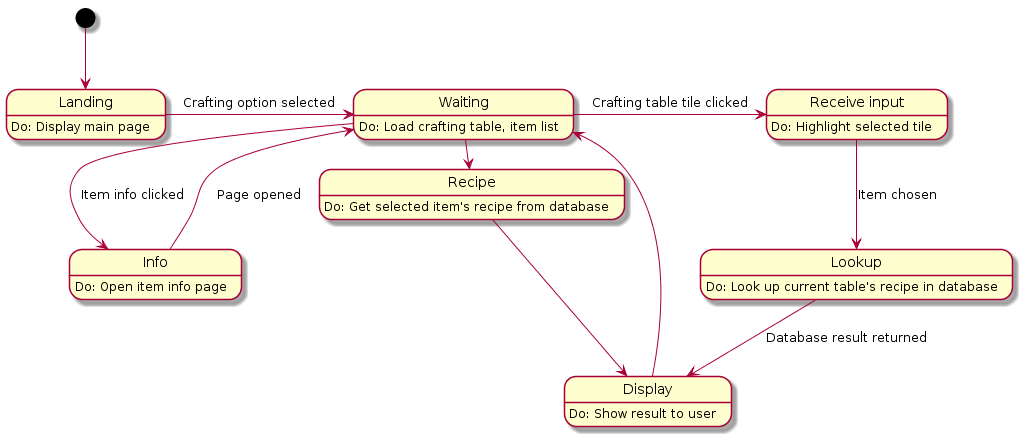 Landing
Do: Display main page
Crafting option selected
Waiting
Do: Load crafting table, item list
Crafting table tile clicked
Receive input
Do: Highlight selected tile
Item info clicked
Page opened
Recipe
Do: Get selected item's recipe from database
Item chosen
Info
Do: Open item info page
Lookup
Do: Look up current table's recipe in database
Database result returned
Display
Do: Show result to user